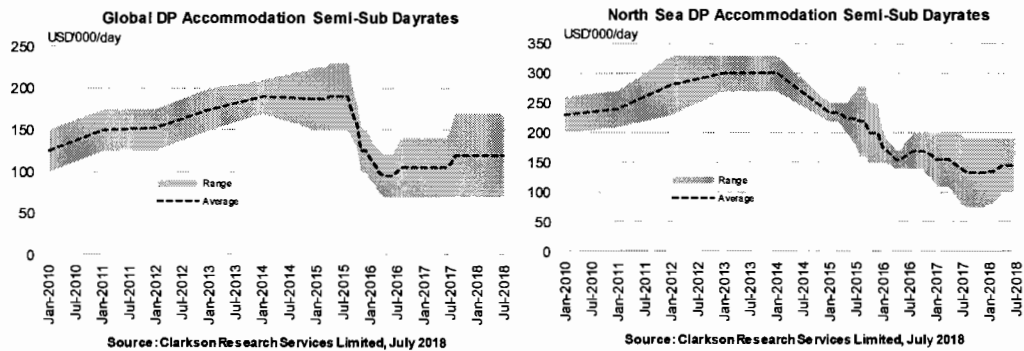 Global DP Accommodation Semi-Sub Dayrates
USD'000/day
250
200
150
100
50
0
Range
Average
Jan-2010
Jul-2010
Jan-2011
Jul-2011
Jan-2012
Jul-2012
Jan-2013
Jul-2013
Jan-2014
Jul-2014
Jan-2015
Jul-2015
Jan-2016
Jul-2016
Jan-2017
Jul-2017
Jan-2018
Jul-2018
Source: Clarkson Research Services Limited, July 2018
North Sea DP Accommodation Semi-Sub Dayrates
USD'000/day
350
300
250
200
150
100
50
0
Range
Average
Jan-2010
Jul-2010
Jan-2011
Jul-2011
Jan-2012
Jul-2012
Jan-2013
Jul-2013
Jan-2014
Jul-2014
Jan-2015
Jul-2015
Jan-2016
Jul-2016
Jan-2017
Jul-2017
Jan-2018
Jul-2018
Source: Clarkson Research Services Limited, July 2018